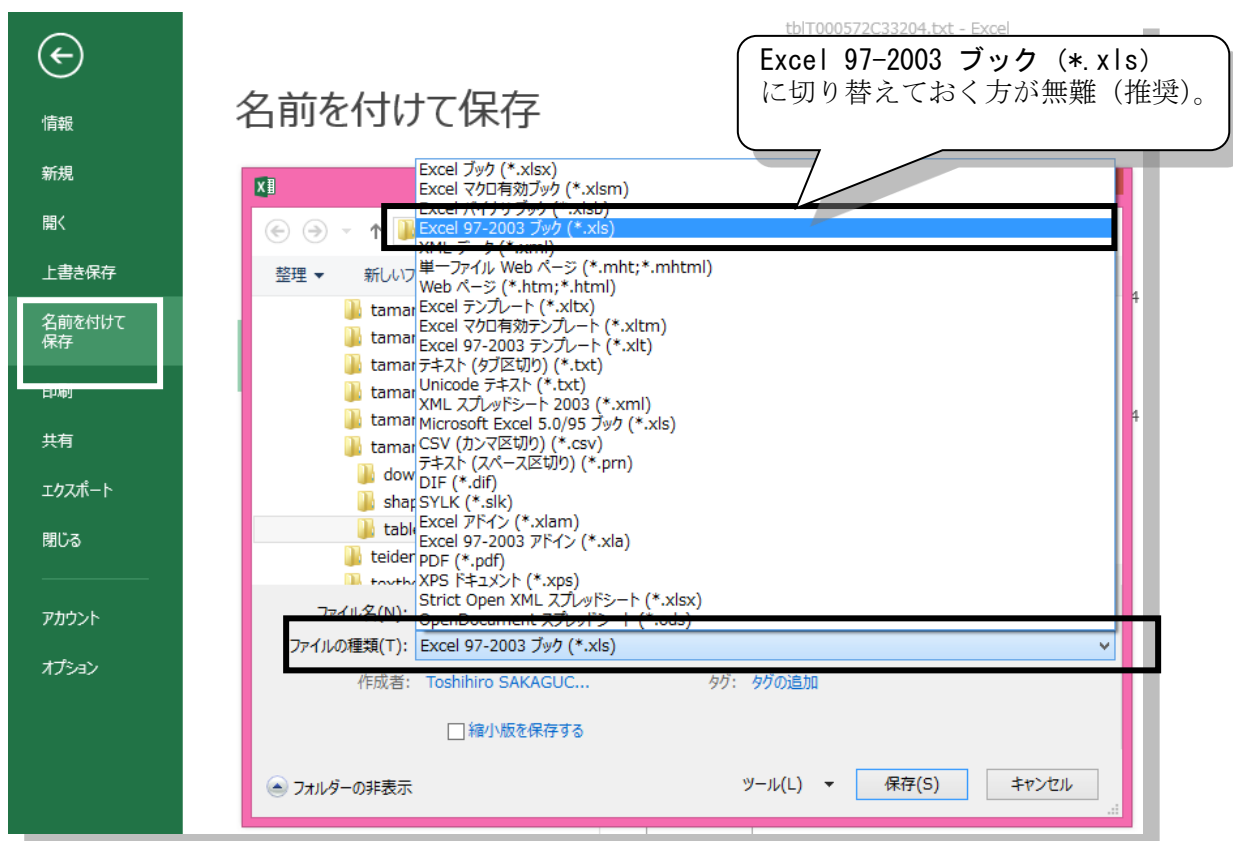 tblT000572C33204.txt - Excel
Excel 97-2003 ブック (*.xls)
に切り替えておく方が無難（推奨）。
情報
新規
開く
上書き保存
名前を付けて
保存
印刷
共有
エクスポート
閉じる
アカウント
オプション
名前を付けて保存
整理
新しいフ
tamar
tamar
tamar
tamar
tamar
tamar
dow
shap
table
teiden
Excel ブック (*.xlsx)
Excel マクロ有効ブック (*.xlsm)
Excel バイナリ ブック (*.xlsb)
Excel 97-2003 ブック (*.xls)
XML データ (*.xml)
単一ファイル Web ページ (*.mht;*.mhtml)
Web ページ (*.htm;*.html)
Excel テンプレート (*.xltx)
Excel マクロ有効テンプレート (*.xltm)
Excel 97-2003 テンプレート (*.xlt)
テキスト (タブ区切り) (*.txt)
Unicode テキスト (*.txt)
XML スプレッドシート 2003 (*.xml)
Microsoft Excel 5.0/95 ブック (*.xls)
CSV (カンマ区切り) (*.csv)
テキスト (スペース区切り) (*.prn)
DIF (*.dif)
SYLK (*.slk)
Excel アドイン (*.xlam)
Excel 97-2003 アドイン (*.xla)
PDF (*.pdf)
XPS ドキュメント (*.xps)
Strict Open XML スプレッドシート (*.xlsx)
OpenDocument スプレッドシート (*.ods)
4
4
ファイル名(N):
ファイルの種類(T): Excel 97-2003 ブック (*.xls)
作成者: Toshihiro SAKAGUC...
タグ: タグの追加
縮小版を保存する
フォルダーの非表示
ツール(L)
保存(S)
キャンセル